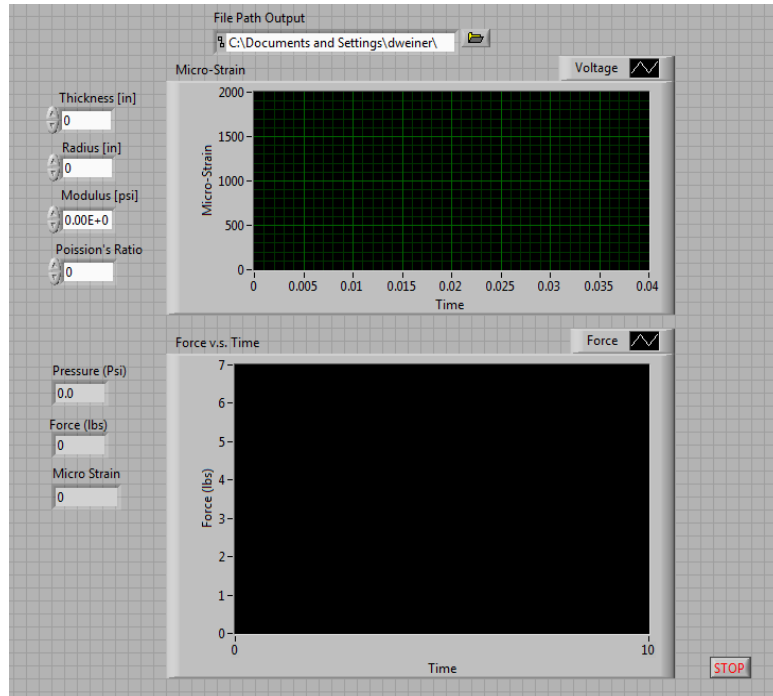 File Path Output
C:\Documents and Settings\dweiner\
Micro-Strain
Voltage
Thickness [in]
0
Radius [in]
0
Modulus [psi]
0.00E+0
Poission's Ratio
0
Micro-Strain
2000
1500
1000
500
0
0 0.005 0.01 0.015 0.02 0.025 0.03 0.035 0.04
Time
Force v.s. Time
Force
Pressure (Psi)
0.0
Force (lbs)
0
Micro Strain
0
Force (lbs)
7
6
5
4
3
2
1
0
0 10
Time
STOP